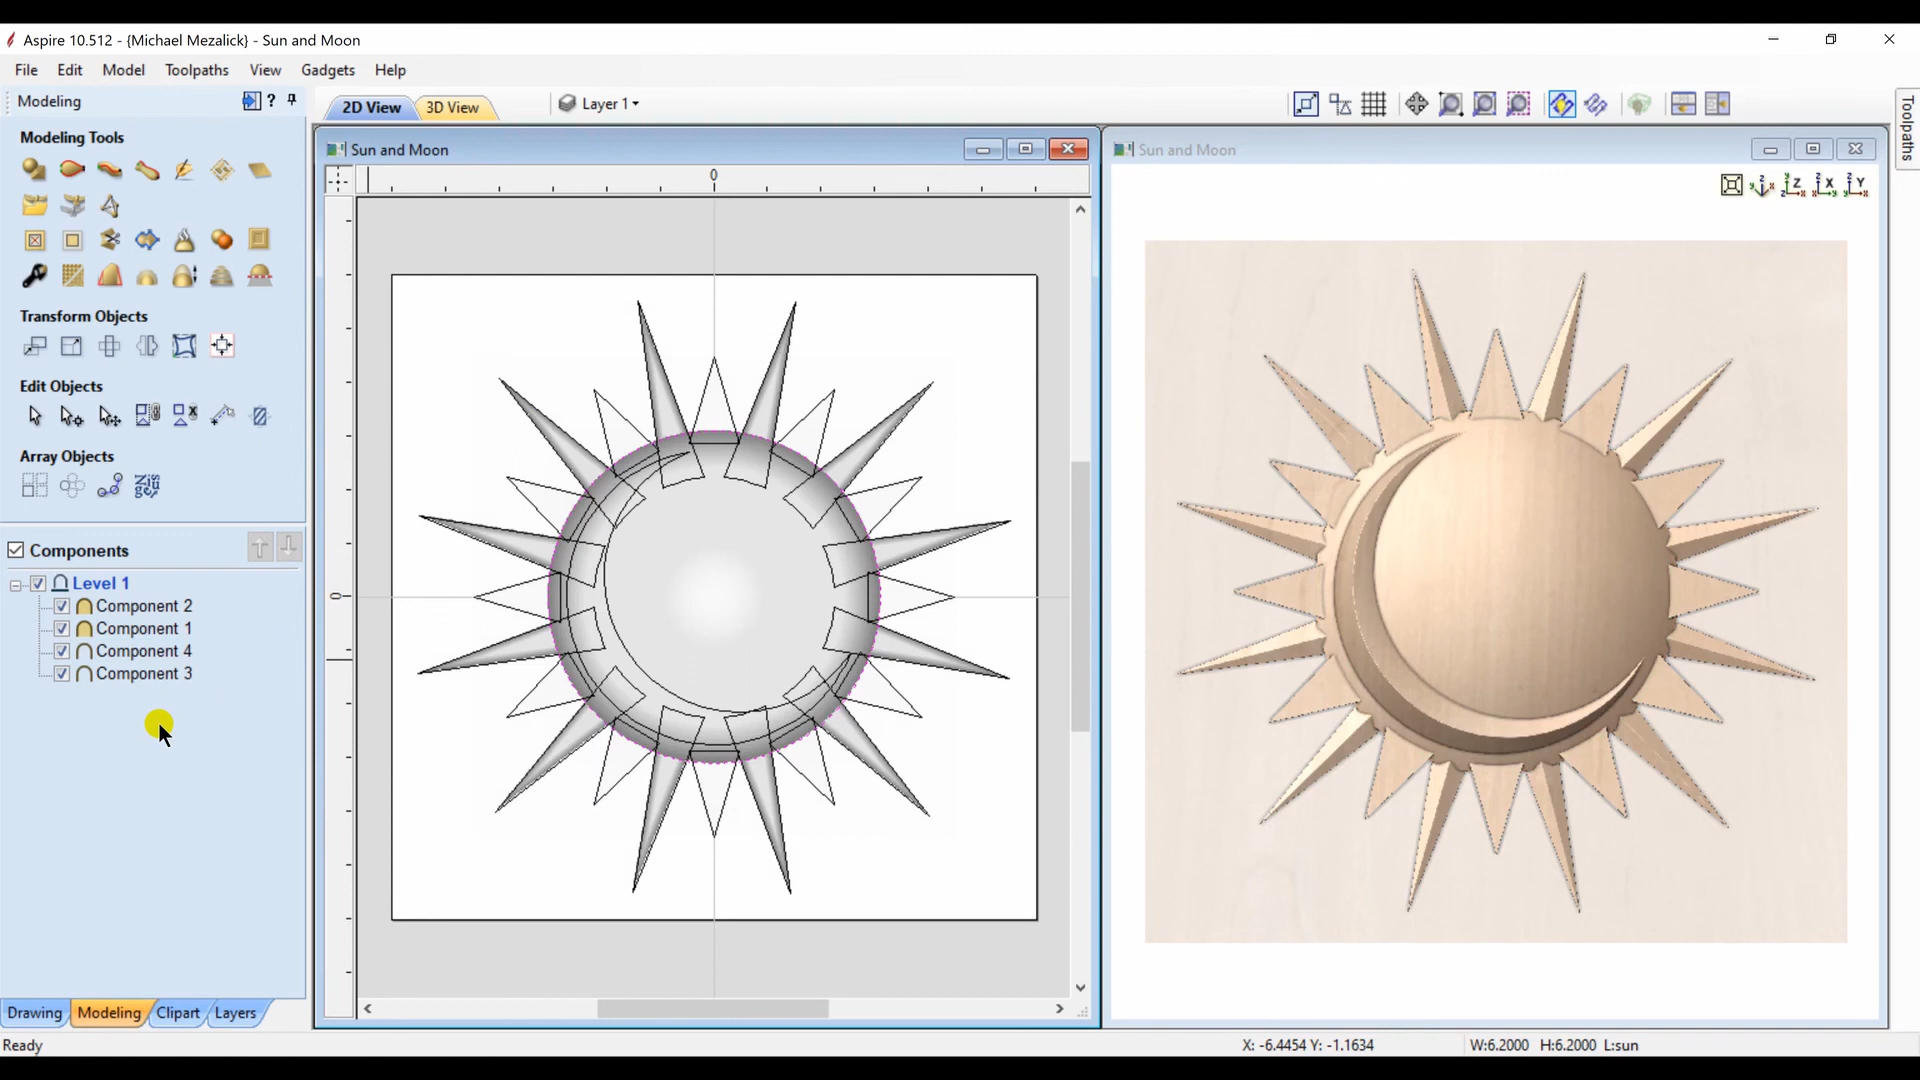 Aspire 10.512 - {Michael Mezalick} - Sun and Moon
File Edit Model Toolpaths View Gadgets Help
Modeling
?
2D View 3D View
Layer 1
Toolpaths
Modeling Tools
Sun and Moon
Sun and Moon
0
Z X Y
Transform Objects
Edit Objects
Array Objects
Components
Level 1
Component 2
0
Component 1
Component 4
Component 3
Drawing Modeling Clipart Layers
Ready
X: -6.4454 Y: -1.1634
W:6.2000 H:6.2000 L:sun